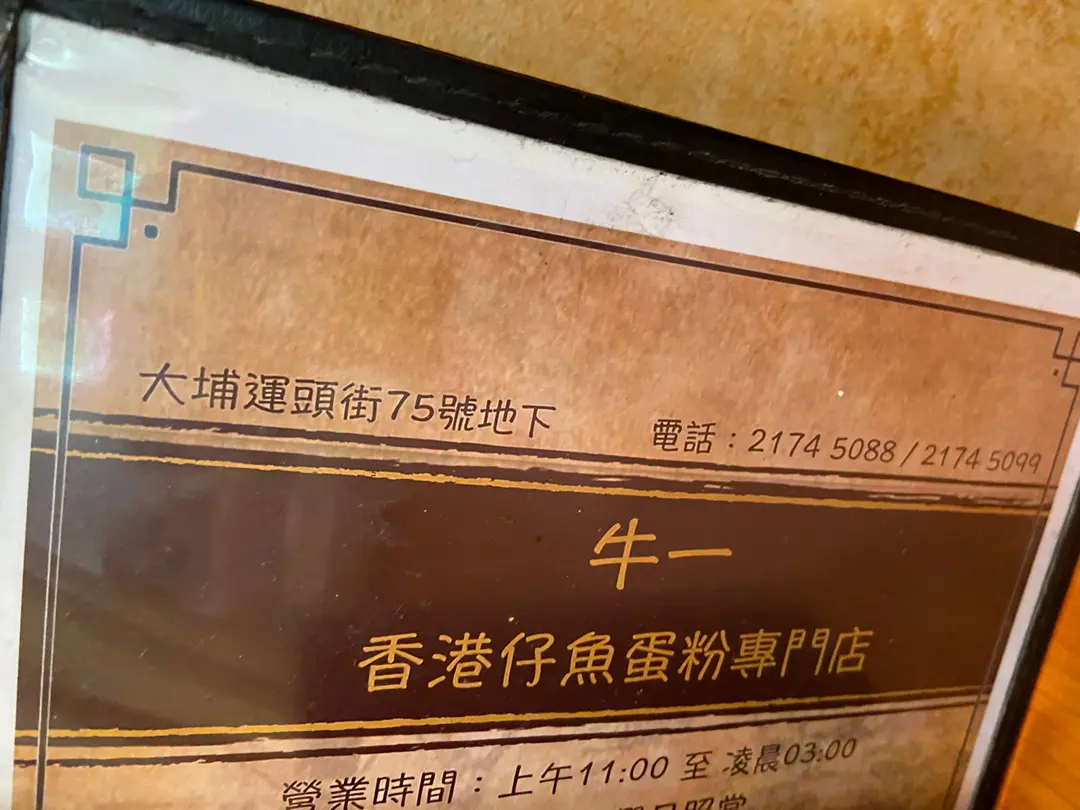 大埔運頭街75號地下
電話：2174 5088 / 2174 5099
牛一
香港仔魚蛋粉專門店
營業時間：上午11:00 至 凌晨03:00
照常